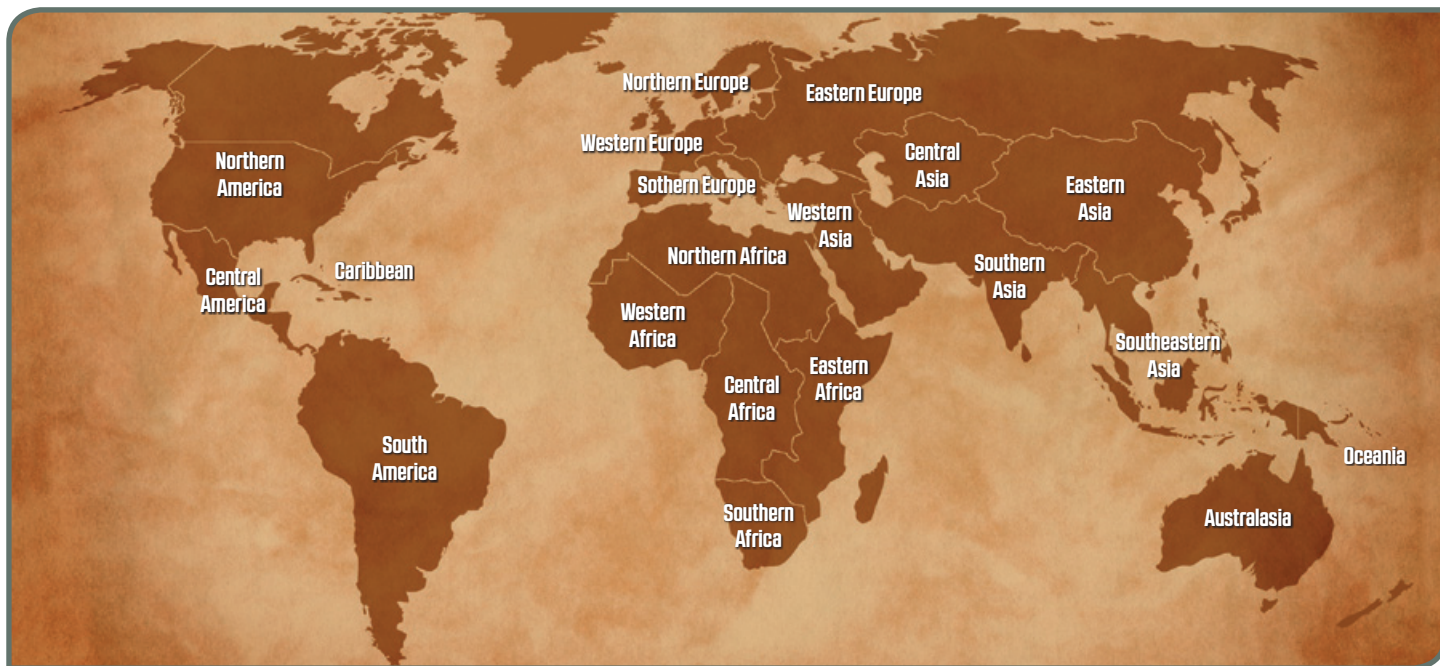 Northern Europe
Eastern Europe
Western Europe
Northern
America
Central
Asia
Sothern Europe
Eastern
Asia
Western
Asia
Northern Africa
Southern
Asia
Caribbean
Central
America
Western
Africa
Southeastern
Asia
Eastern
Africa
Central
Africa
South
America
Oceania
Southern
Africa
Australasia